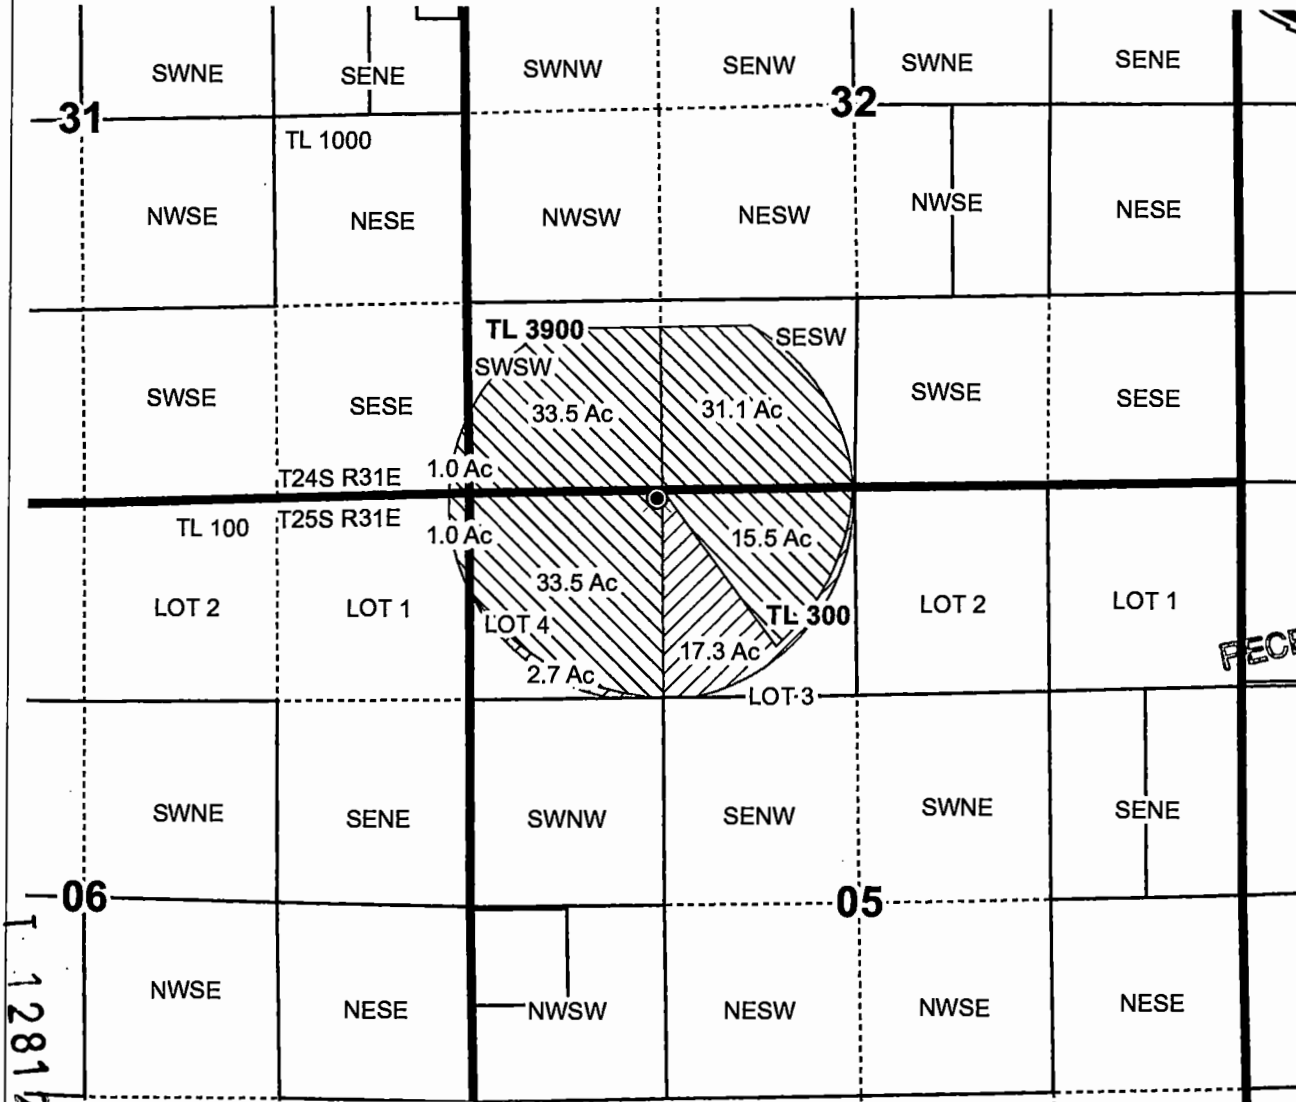 SWNE SENE SWNW SENW SWNE SENE
31 32
TL 1000
NWSE NESE NWSW NESW NWSE NESE
TL 3900 SESW
SWSW
SWSE SESE 33.5 Ac 31.1 Ac SWSE SESE
T24S R31E 1.0 Ac
TL 100 T25S R31E 1.0 Ac 15.5 Ac
33.5 Ac
LOT 2 LOT 1 LOT 4 TL 300 LOT 2 LOT 1
17.3 Ac
2.7 Ac LOT 3
SWNE SENE SWNW SENW SWNE SENE
06 05
NWSE NESE NWSW NESW NWSE NESE